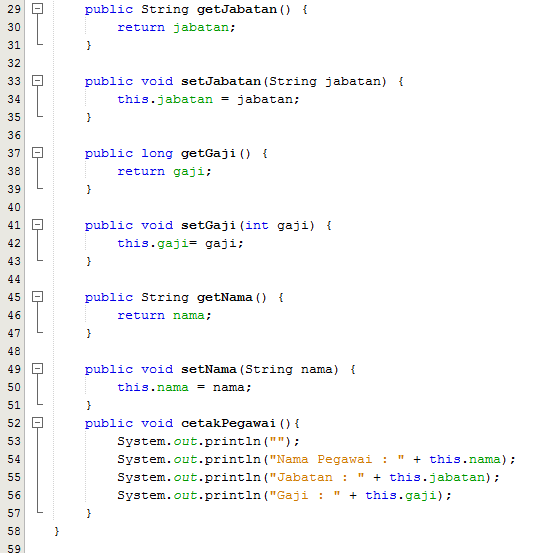 29 public String getJabatan() {
30 return jabatan;
31 }
32
33 public void setJabatan(String jabatan) {
34 this.jabatan = jabatan;
35 }
36
37 public long getGaji() {
38 return gaji;
39 }
40
41 public void setGaji(int gaji) {
42 this.gaji= gaji;
43 }
44
45 public String getNama() {
46 return nama;
47 }
48
49 public void setNama(String nama) {
50 this.nama = nama;
51 }
52 public void cetakPegawai(){
53 System.out.println("");
54 System.out.println("Nama Pegawai : " + this.nama);
55 System.out.println("Jabatan : " + this.jabatan);
56 System.out.println("Gaji : " + this.gaji);
57 }
58 }
59